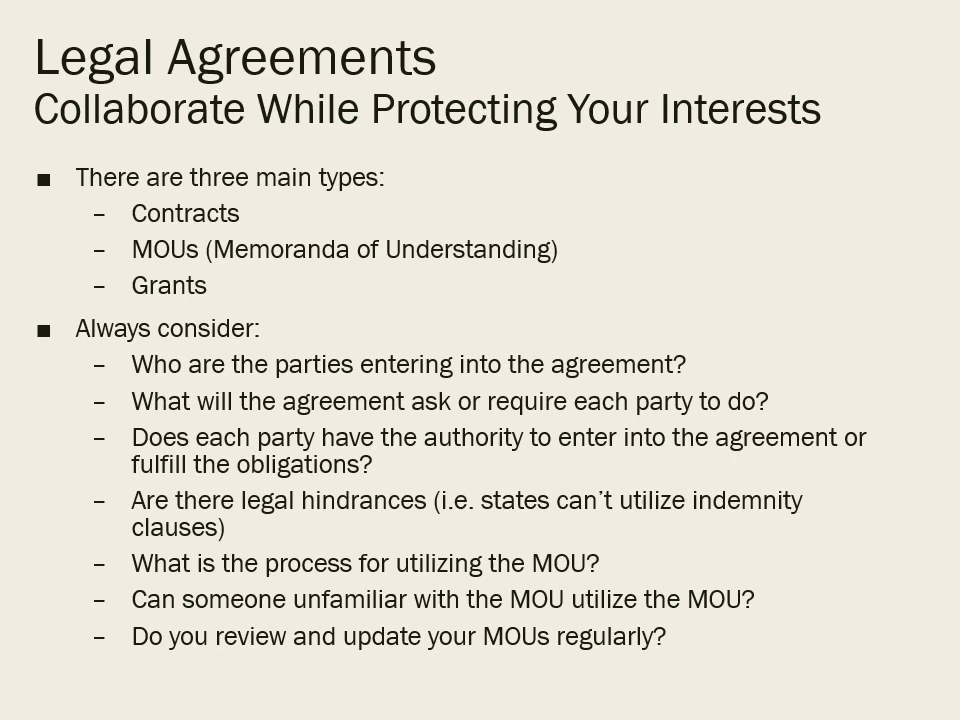 Legal Agreements
Collaborate While Protecting Your Interests
■ There are three main types:
– Contracts
– MOUs (Memoranda of Understanding)
– Grants
■ Always consider:
– Who are the parties entering into the agreement?
– What will the agreement ask or require each party to do?
– Does each party have the authority to enter into the agreement or
fulfill the obligations?
– Are there legal hindrances (i.e. states can’t utilize indemnity
clauses)
– What is the process for utilizing the MOU?
– Can someone unfamiliar with the MOU utilize the MOU?
– Do you review and update your MOUs regularly?